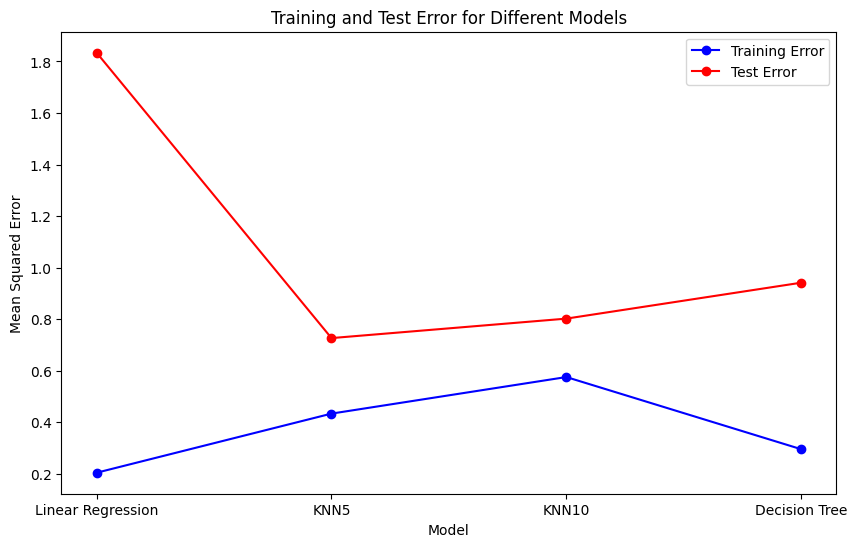 Training and Test Error for Different Models
Training Error
Test Error
Mean Squared Error
1.8
1.6
1.4
1.2
1.0
0.8
0.6
0.4
0.2
Linear Regression KNN5 KNN10 Decision Tree
Model